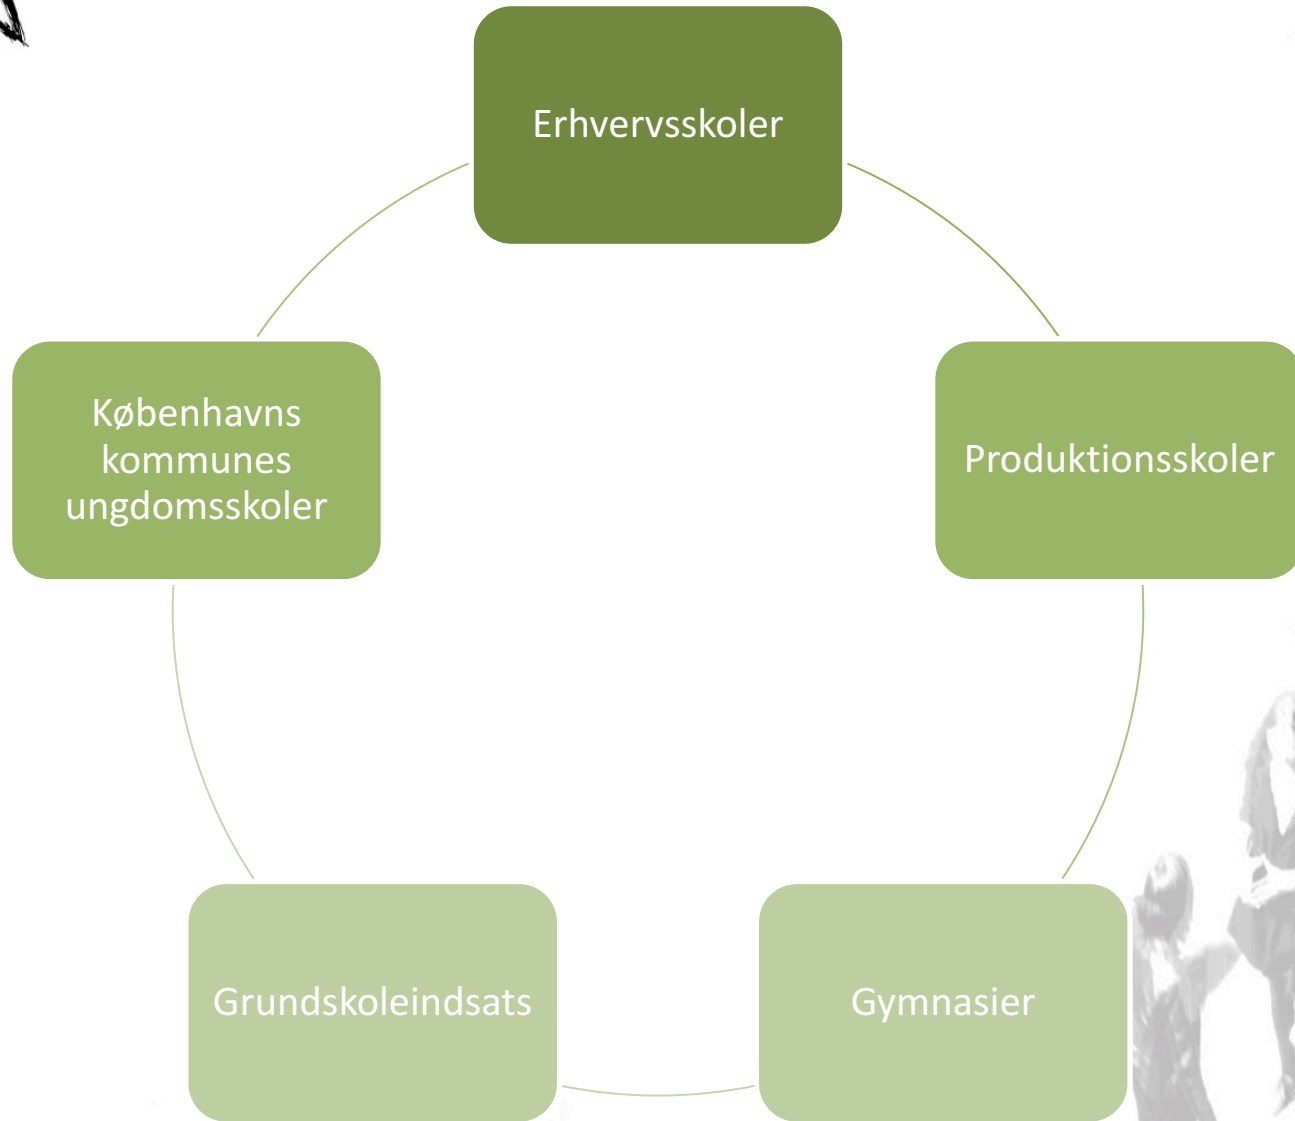 Erhvervsskoler
Københavns
kommunes
ungdomsskoler
Produktionsskoler
Grundskoleindsats
Gymnasier